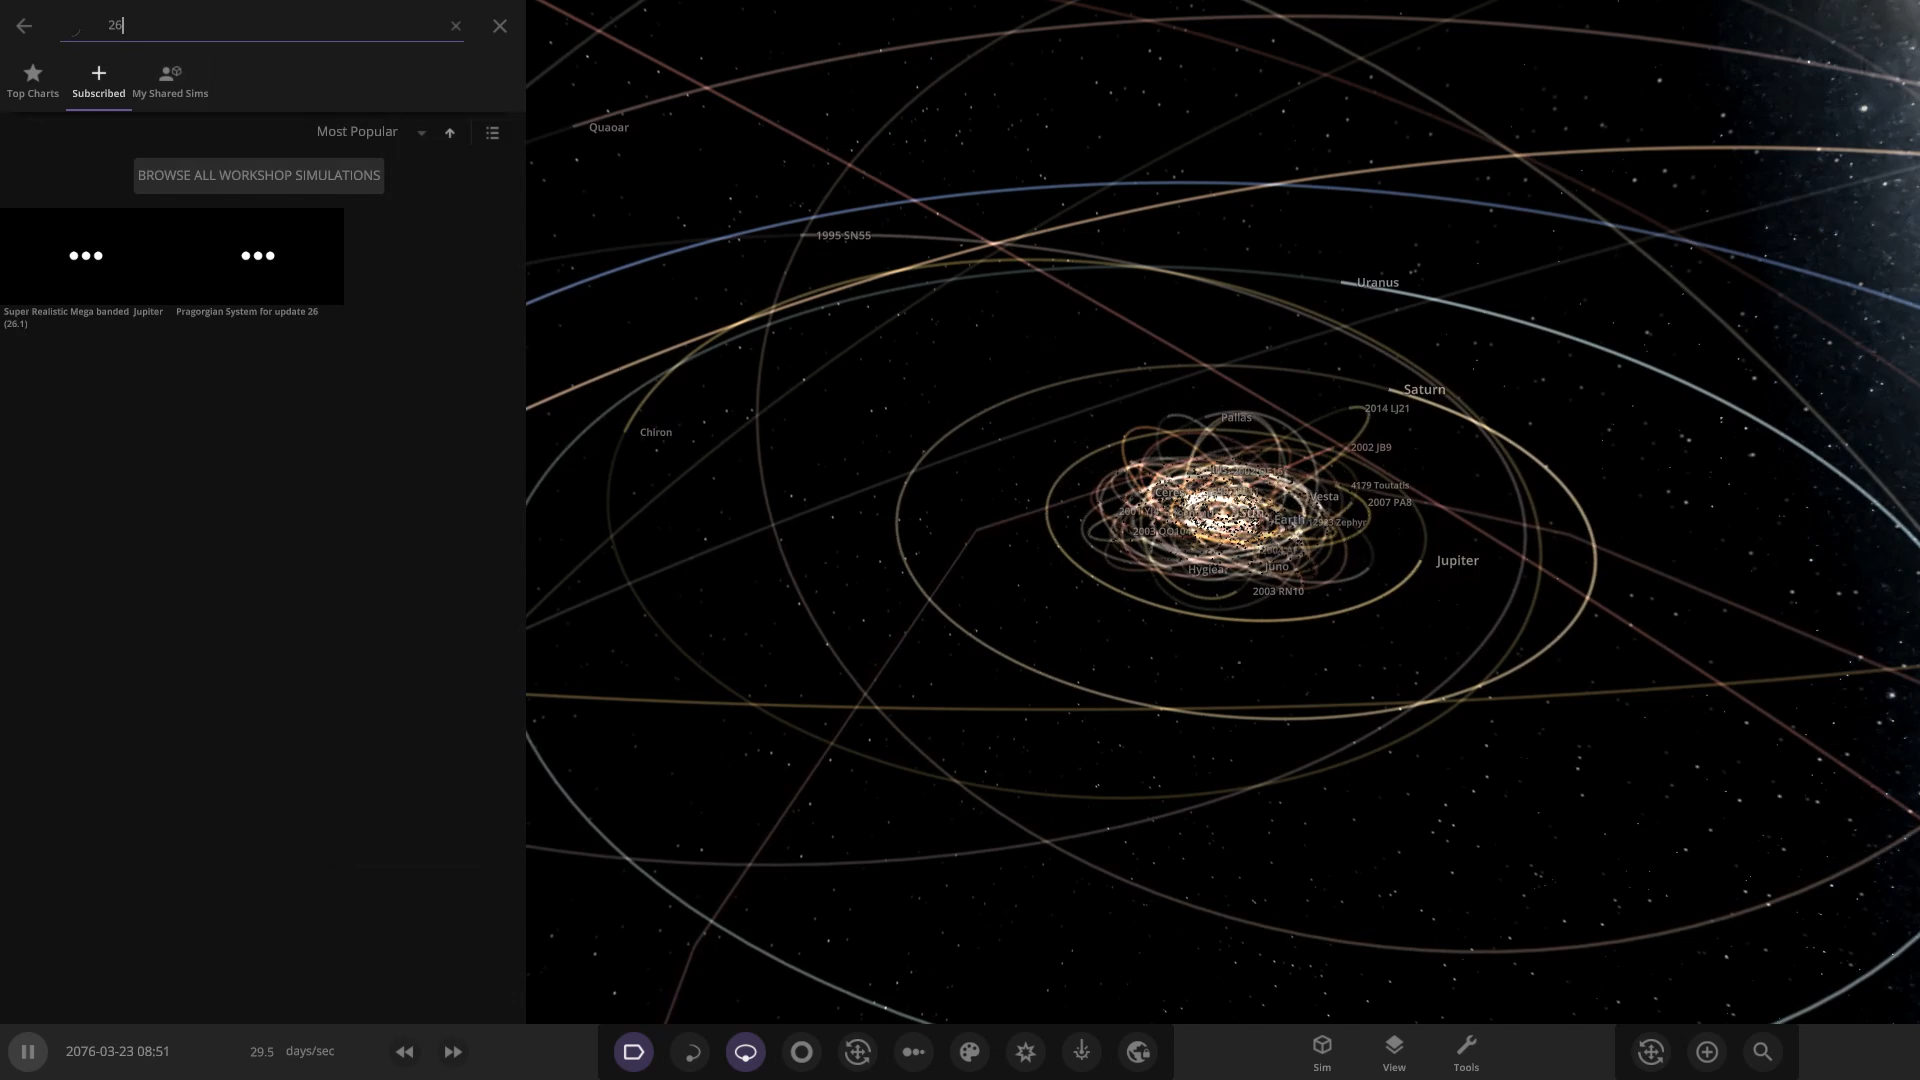 26
Top Charts
Subscribed
My Shared Sims
Most Popular
BROWSE ALL WORKSHOP SIMULATIONS
Super Realistic Mega banded Jupiter
(26.1)
Pragorgian System for update 26
Quaoar
1995 SN55
Uranus
Saturn
2014 LJ21
Pallas
Chiron
2002 JB9
4179 Toutatis
Vesta
2007 PA8
Earth
12923 Zephyr
Jupiter
Hygiea
Juno
2003 RN10
2076-03-23 08:51
29.5 days/sec
Sim
View
Tools